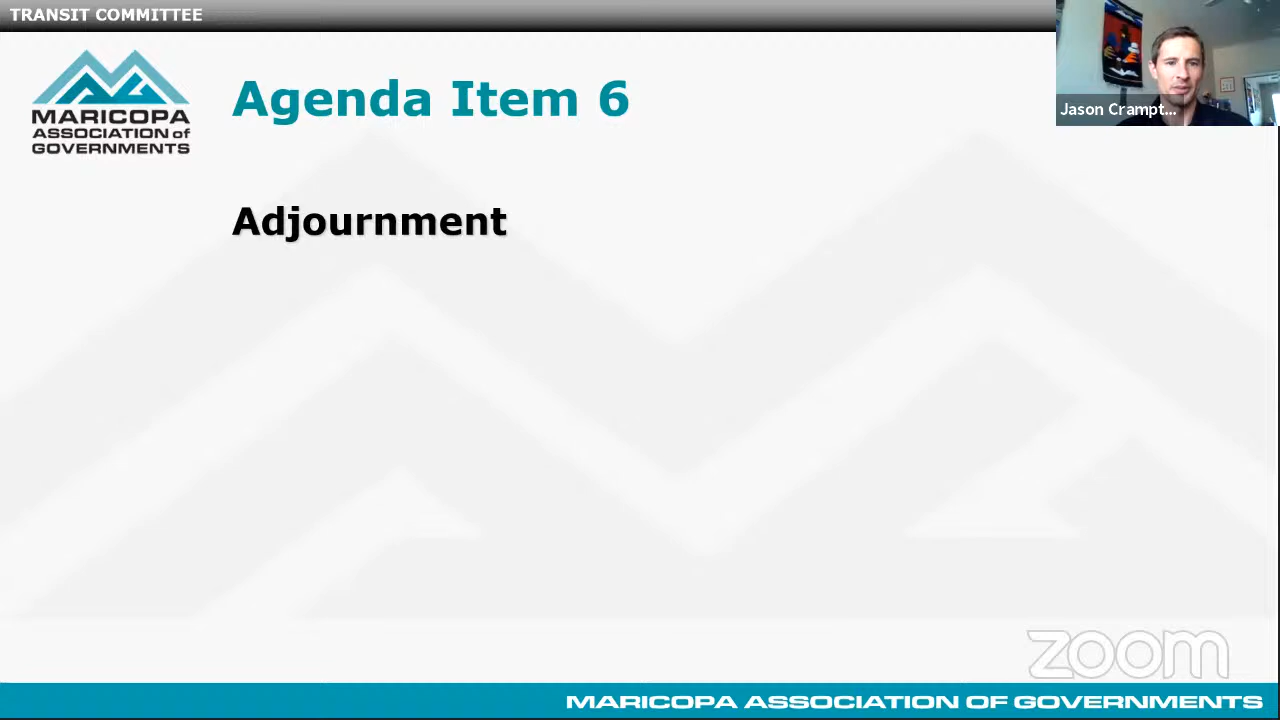 TRANSIT COMMITTEE
Jason Crampt...
MARICOPA
ASSOCIATION of
GOVERNMENTS
Agenda Item 6
Adjournment
zoom
MARICOPA ASSOCIATION OF GOVERNMENTS